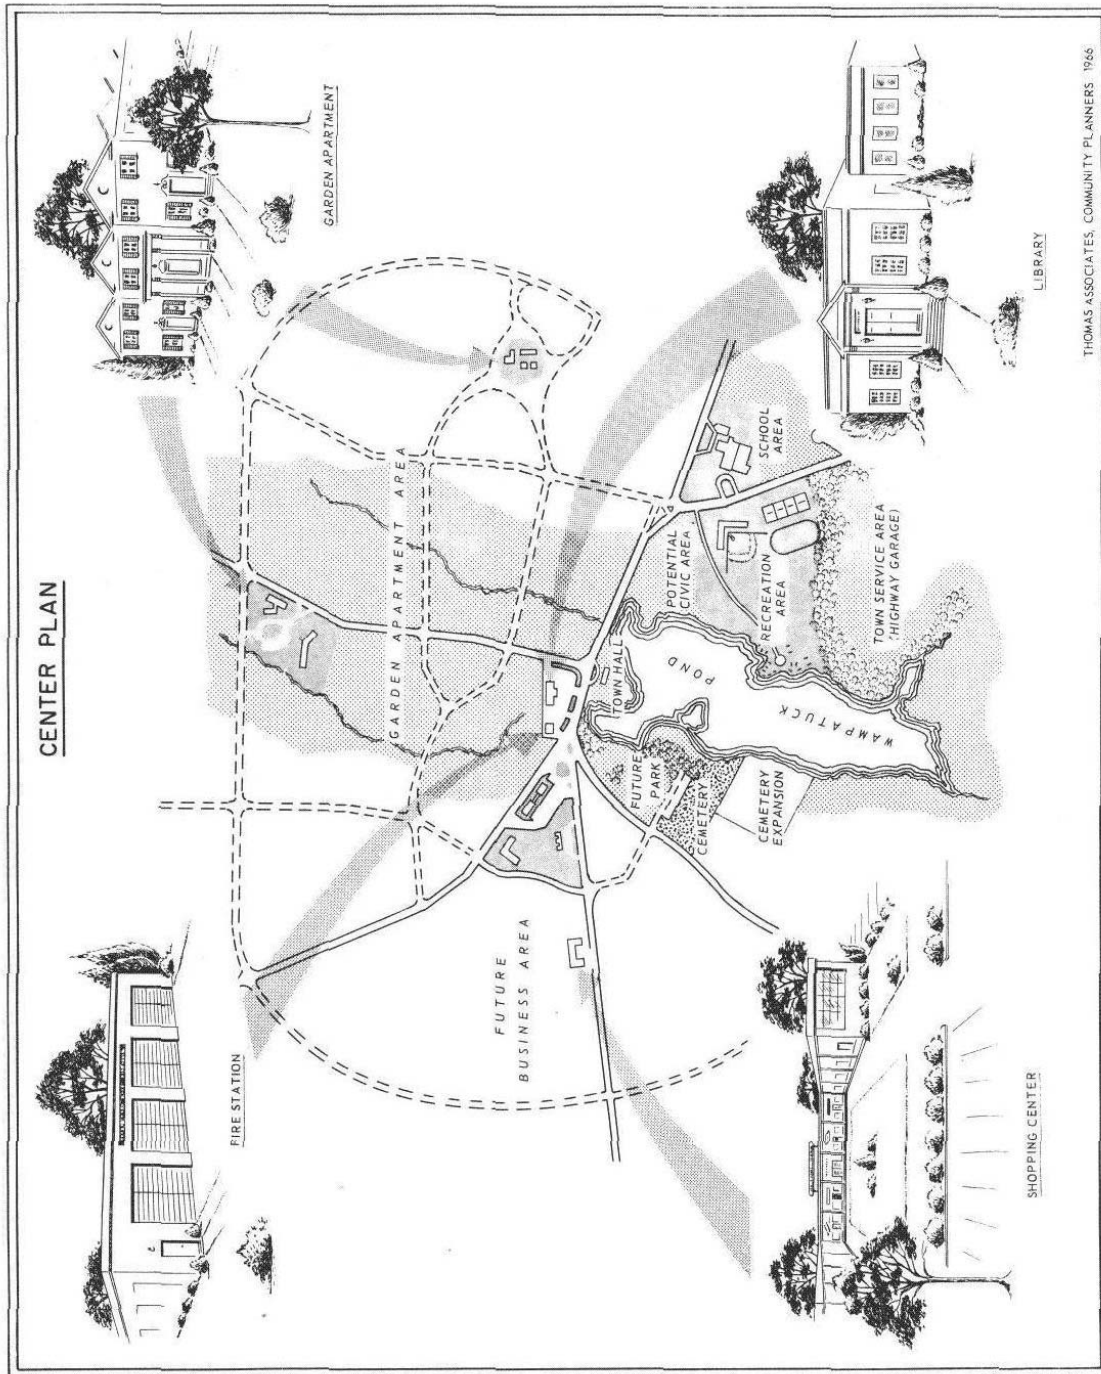 CENTER PLAN
FIRE STATION
GARDEN APARTMENT
GARDEN APARTMENT AREA
FUTURE
BUSINESS AREA
TOWN HALL
POTENTIAL
CIVIC AREA
SCHOOL
AREA
RECREATION
AREA
FUTURE
PARK
CEMETERY
CEMETERY
EXPANSION
WAMPATUCK POND
TOWN SERVICE AREA
(HIGHWAY GARAGE)
SHOPPING CENTER
LIBRARY
THOMAS ASSOCIATES, COMMUNITY PLANNERS 1966